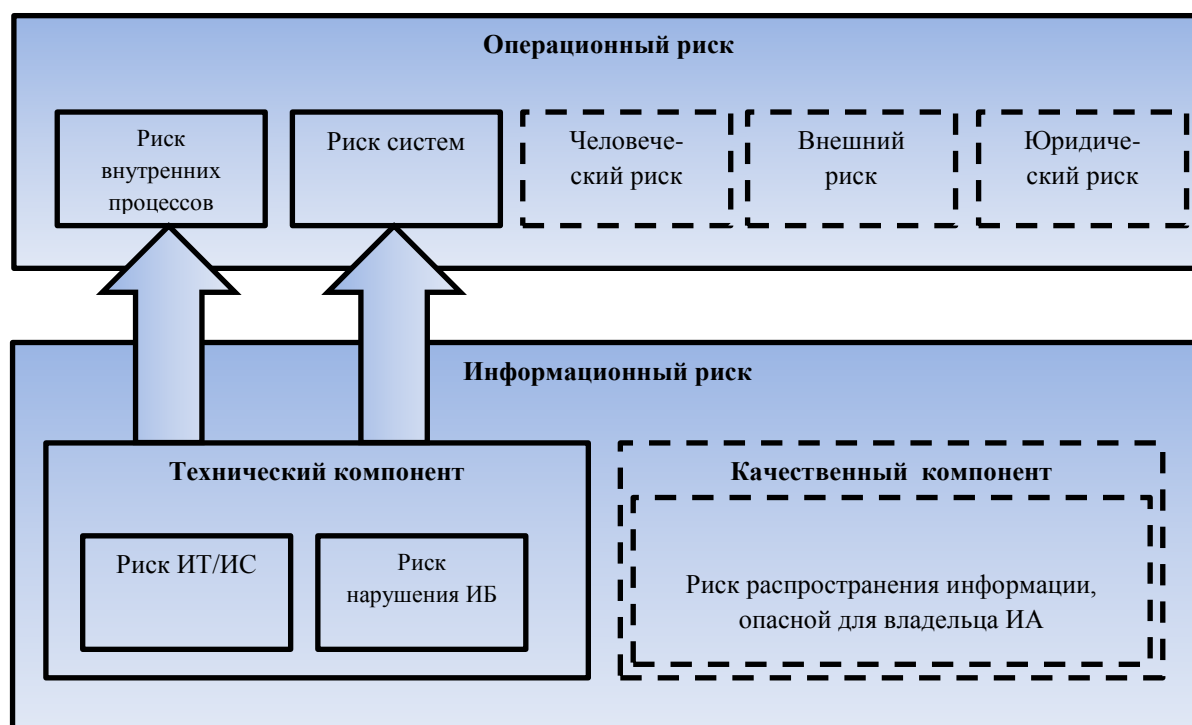 Операционный риск
Риск
внутренних
процессов
Риск систем
Человече-
ский риск
Внешний
риск
Юридиче-
ский риск
Информационный риск
Технический компонент
Риск ИТ/ИС
Риск
нарушения ИБ
Качественный компонент
Риск распространения информации,
опасной для владельца ИА